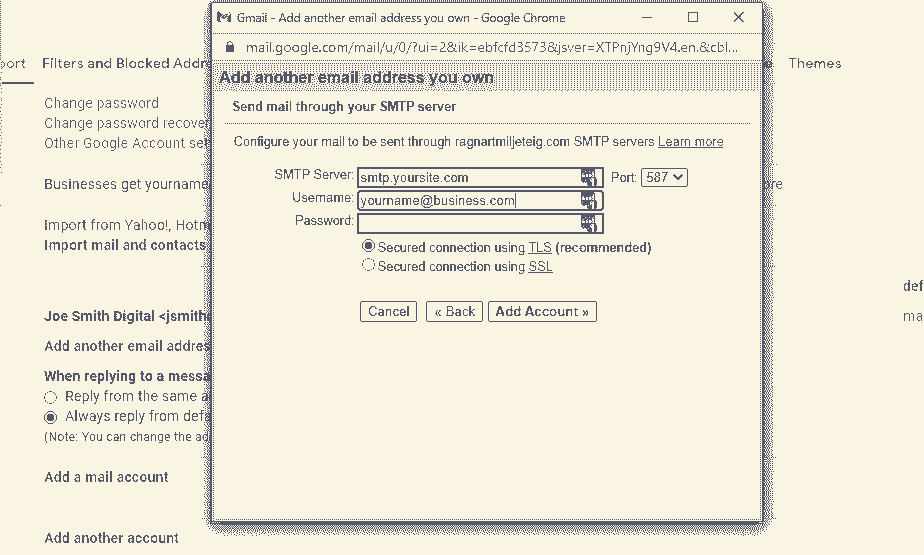 Gmail - Add another email address you own - Google Chrome
mail.google.com/mail/u/0/?ui=2&ik=ebfcfd3573&jsver=XTPnjYng9V4.en.&cbl...
port Filters and Blocked Addre Themes
Add another email address you own
Send mail through your SMTP server
Change password
Change password recover
Other Google Account set
Configure your mail to be sent through ragnartmiljeteig.com SMTP servers Learn more
SMTP Server: smtp.yoursite.com Port: 587
Businesses get yourname
Username: yourname@business.com
Password:
Import from Yahoo!, Hotm
Import mail and contacts
Secured connection using TLS (recommended)
Secured connection using SSL
def
Cancel « Back Add Account »
Joe Smith Digital <jsmith
ma
Add another email addres
When replying to a messa
Reply from the same a
Always reply from defa
(Note: You can change the ad
Add a mail account
Add another account